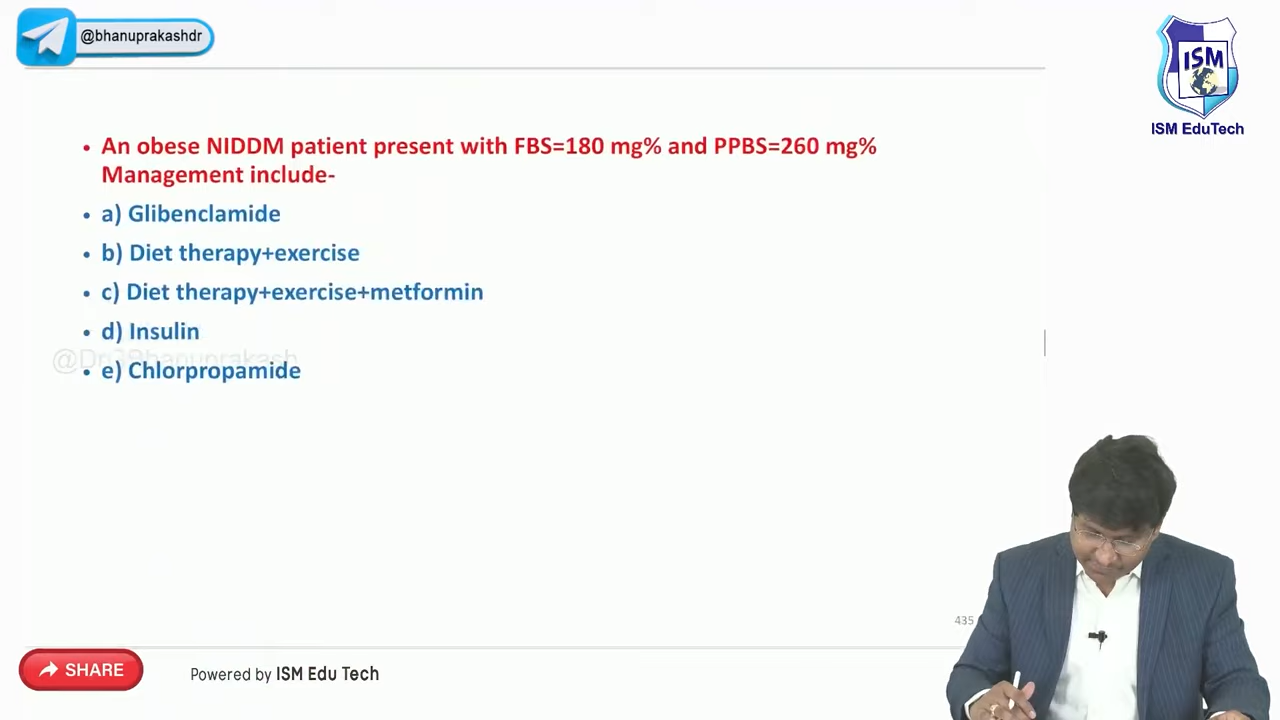 @bhanuprakashdr
ISM
ISM EduTech
• An obese NIDDM patient present with FBS=180 mg% and PPBS=260 mg%
Management include-
• a) Glibenclamide
• b) Diet therapy+exercise
• c) Diet therapy+exercise+metformin
• d) Insulin
• e) Chlorpropamide
435
SHARE
Powered by ISM Edu Tech